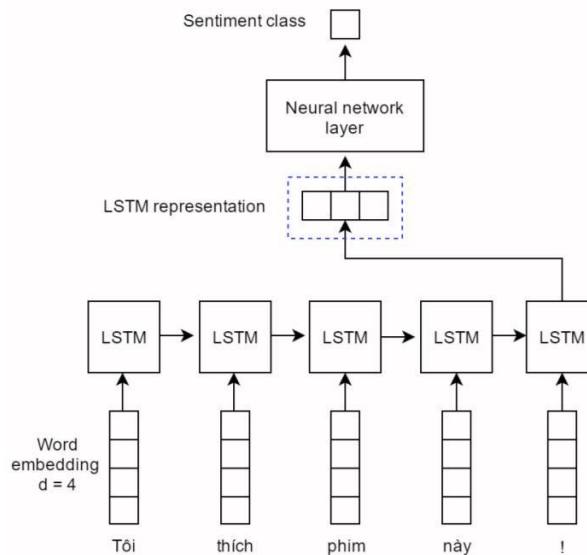 Sentiment class
Neural network
layer
LSTM representation
LSTM LSTM LSTM LSTM LSTM
Word
embedding
d = 4
Tôi thích phim này !